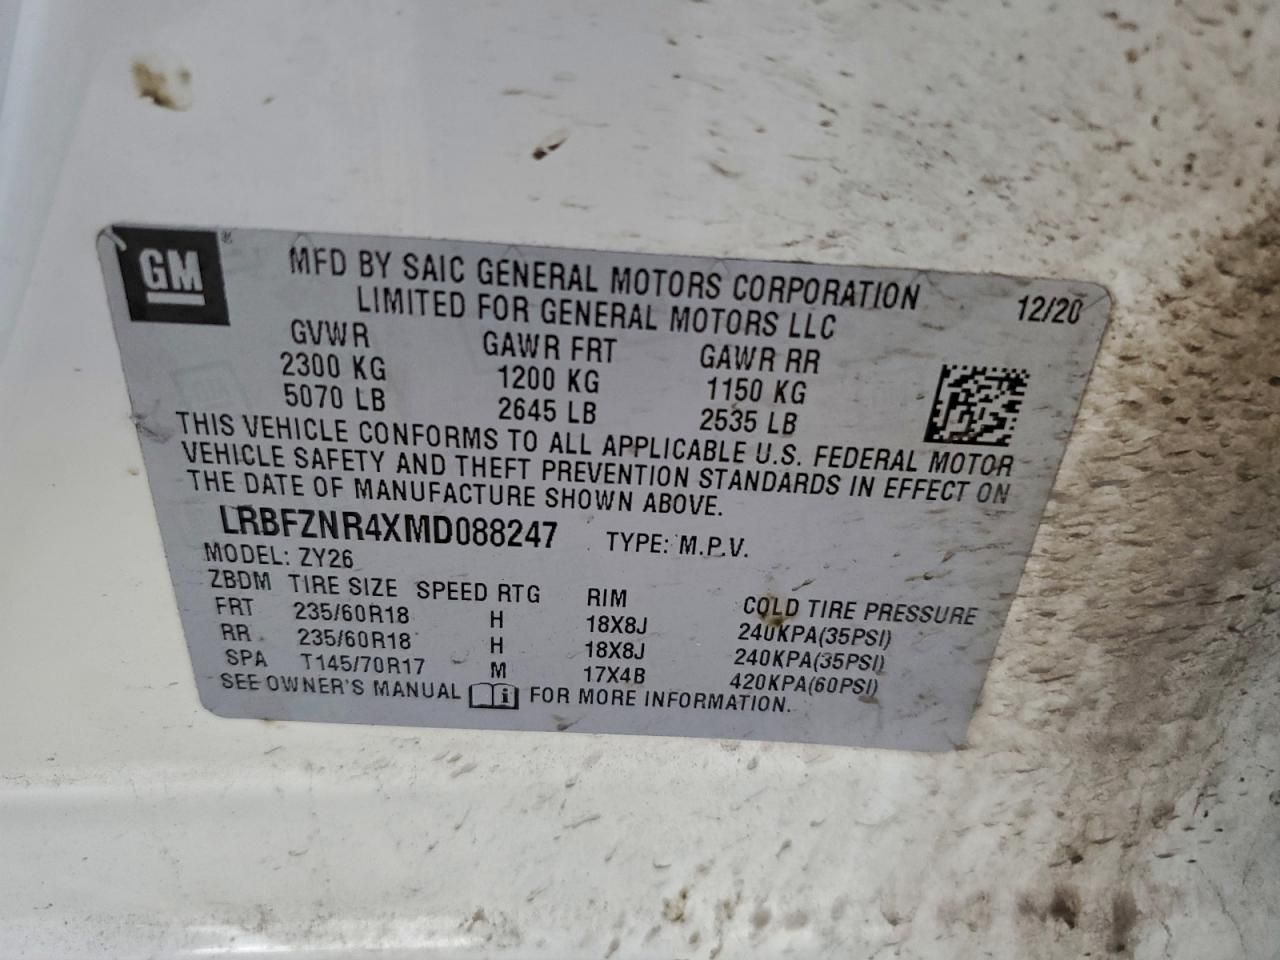 GM ®
MFD BY SAIC GENERAL MOTORS CORPORATION 12/20
LIMITED FOR GENERAL MOTORS LLC
GVWR GAWR FRT GAWR RR
2300 KG 1200 KG 1150 KG
5070 LB 2645 LB 2535 LB
THIS VEHICLE CONFORMS TO ALL APPLICABLE U.S. FEDERAL MOTOR
VEHICLE SAFETY AND THEFT PREVENTION STANDARDS IN EFFECT ON
THE DATE OF MANUFACTURE SHOWN ABOVE.
LRBFZNR4XMD088247 TYPE: M.P.V.
MODEL: ZY26
ZBDM TIRE SIZE SPEED RTG RIM COLD TIRE PRESSURE
FRT 235/60R18 H 18X8J 240KPA(35PSI)
RR 235/60R18 H 18X8J 240KPA(35PSI)
SPA T145/70R17 M 17X4B 420KPA(60PSI)
SEE OWNER'S MANUAL i FOR MORE INFORMATION.